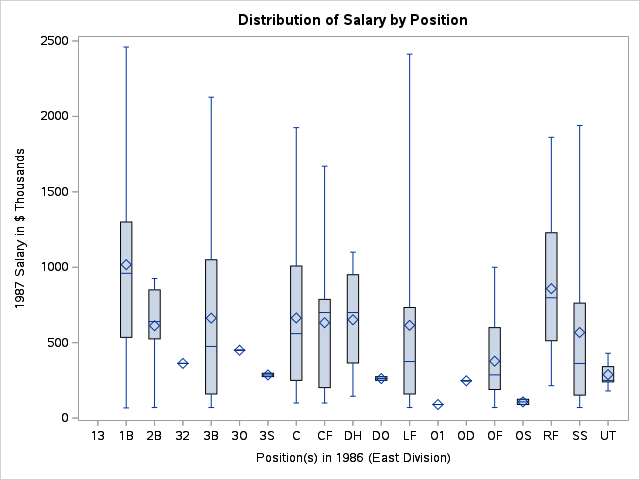 Distribution of Salary by Position
2500
2000
1500
1000
500
0
1987 Salary in $ Thousands
13 1B 2B 32 3B 3O 3S C CF DH DO LF O1 OD OF OS RF SS UT
Position(s) in 1986 (East Division)